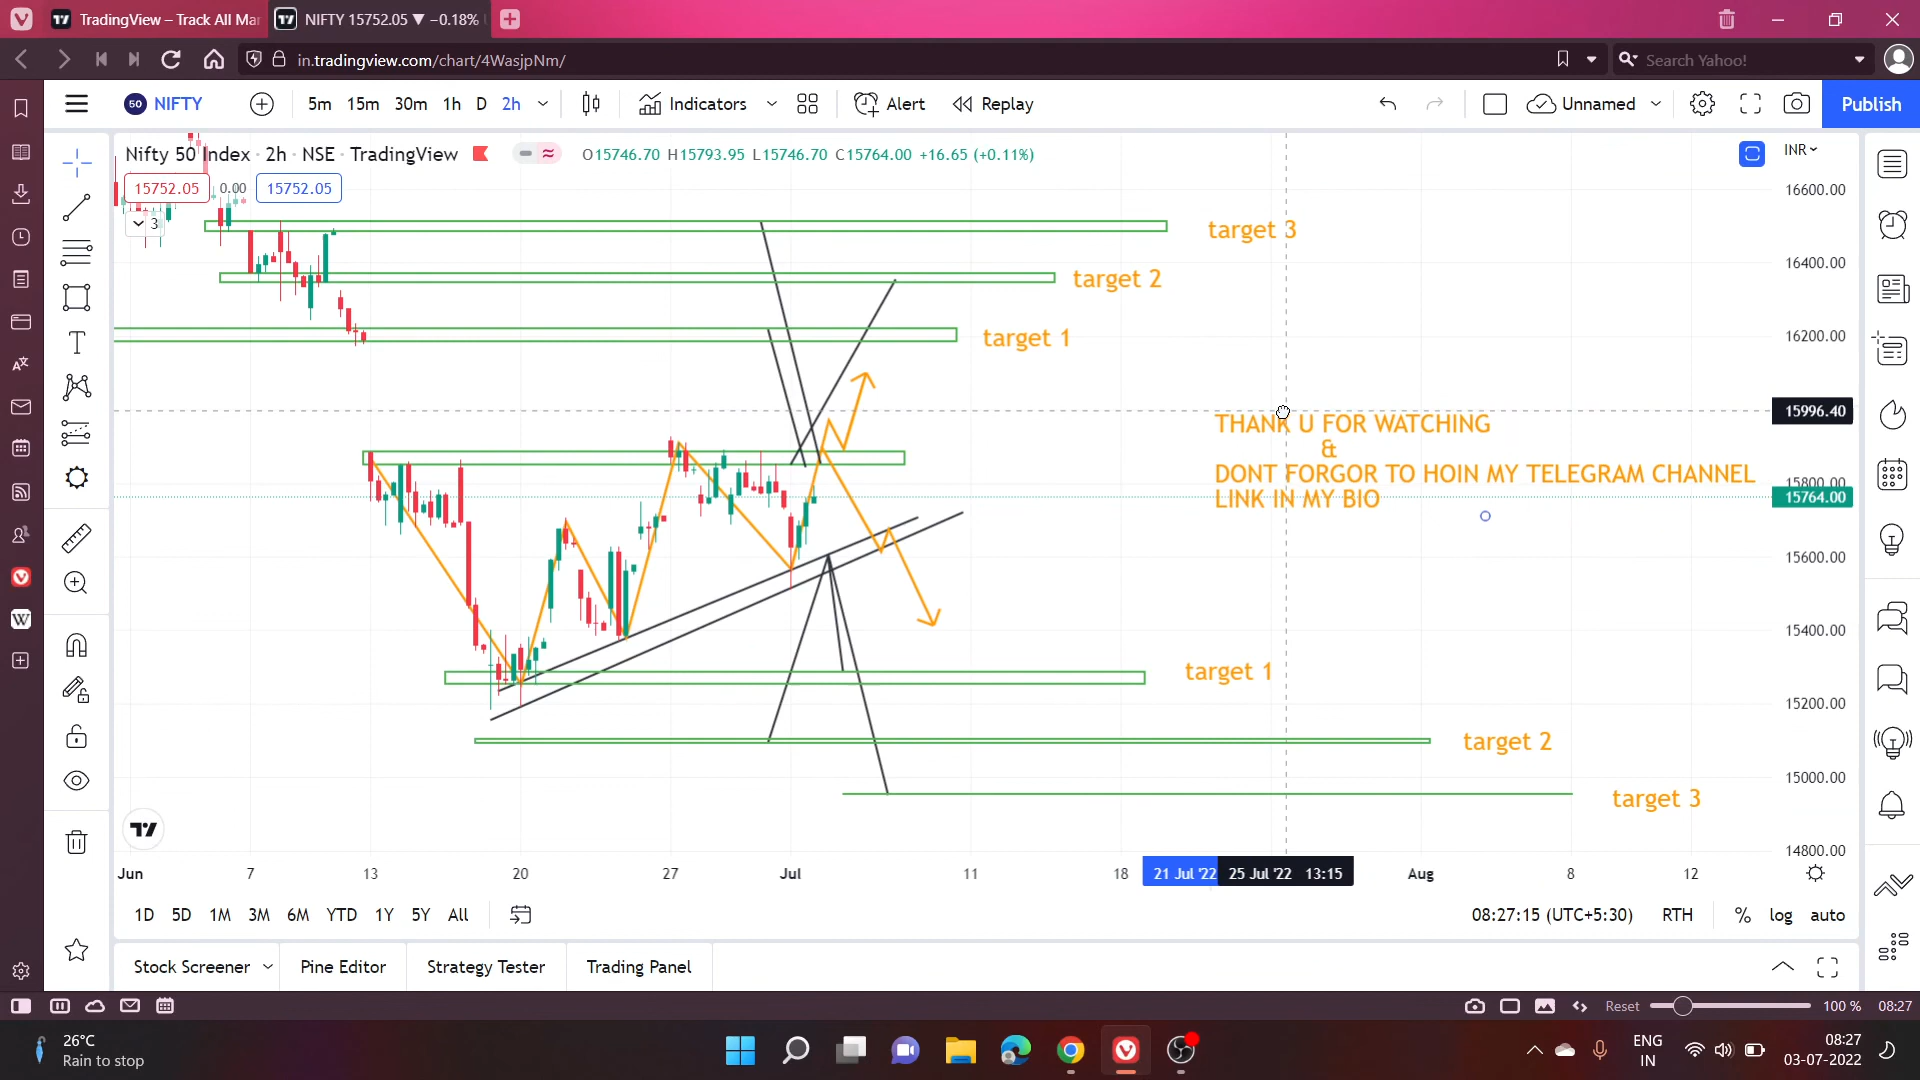 TradingView – Track All Mar
NIFTY 15752.05 ▼ −0.18%
in.tradingview.com/chart/4WasjpNm/
Search Yahoo!
50 NIFTY
5m 15m 30m 1h D 2h
Indicators
Alert
Replay
Unnamed
Publish
Nifty 50 Index · 2h · NSE · TradingView
O15746.70 H15793.95 L15746.70 C15764.00 +16.65 (+0.11%)
INR
15752.05 0.00 15752.05
3
16600.00
target 3
16400.00
target 2
16200.00
target 1
15996.40
THANK U FOR WATCHING
&
DONT FORGOR TO HOIN MY TELEGRAM CHANNEL
LINK IN MY BIO
15800.00
15764.00
15600.00
15400.00
target 1
15200.00
target 2
15000.00
target 3
14800.00
Jun 7 13 20 27 Jul 11 18 21 Jul '22 25 Jul '22 13:15 Aug 8 12
1D 5D 1M 3M 6M YTD 1Y 5Y All
08:27:15 (UTC+5:30) RTH % log auto
Stock Screener Pine Editor Strategy Tester Trading Panel
Reset 100 % 08:27
26°C
Rain to stop
ENG
IN
08:27
03-07-2022